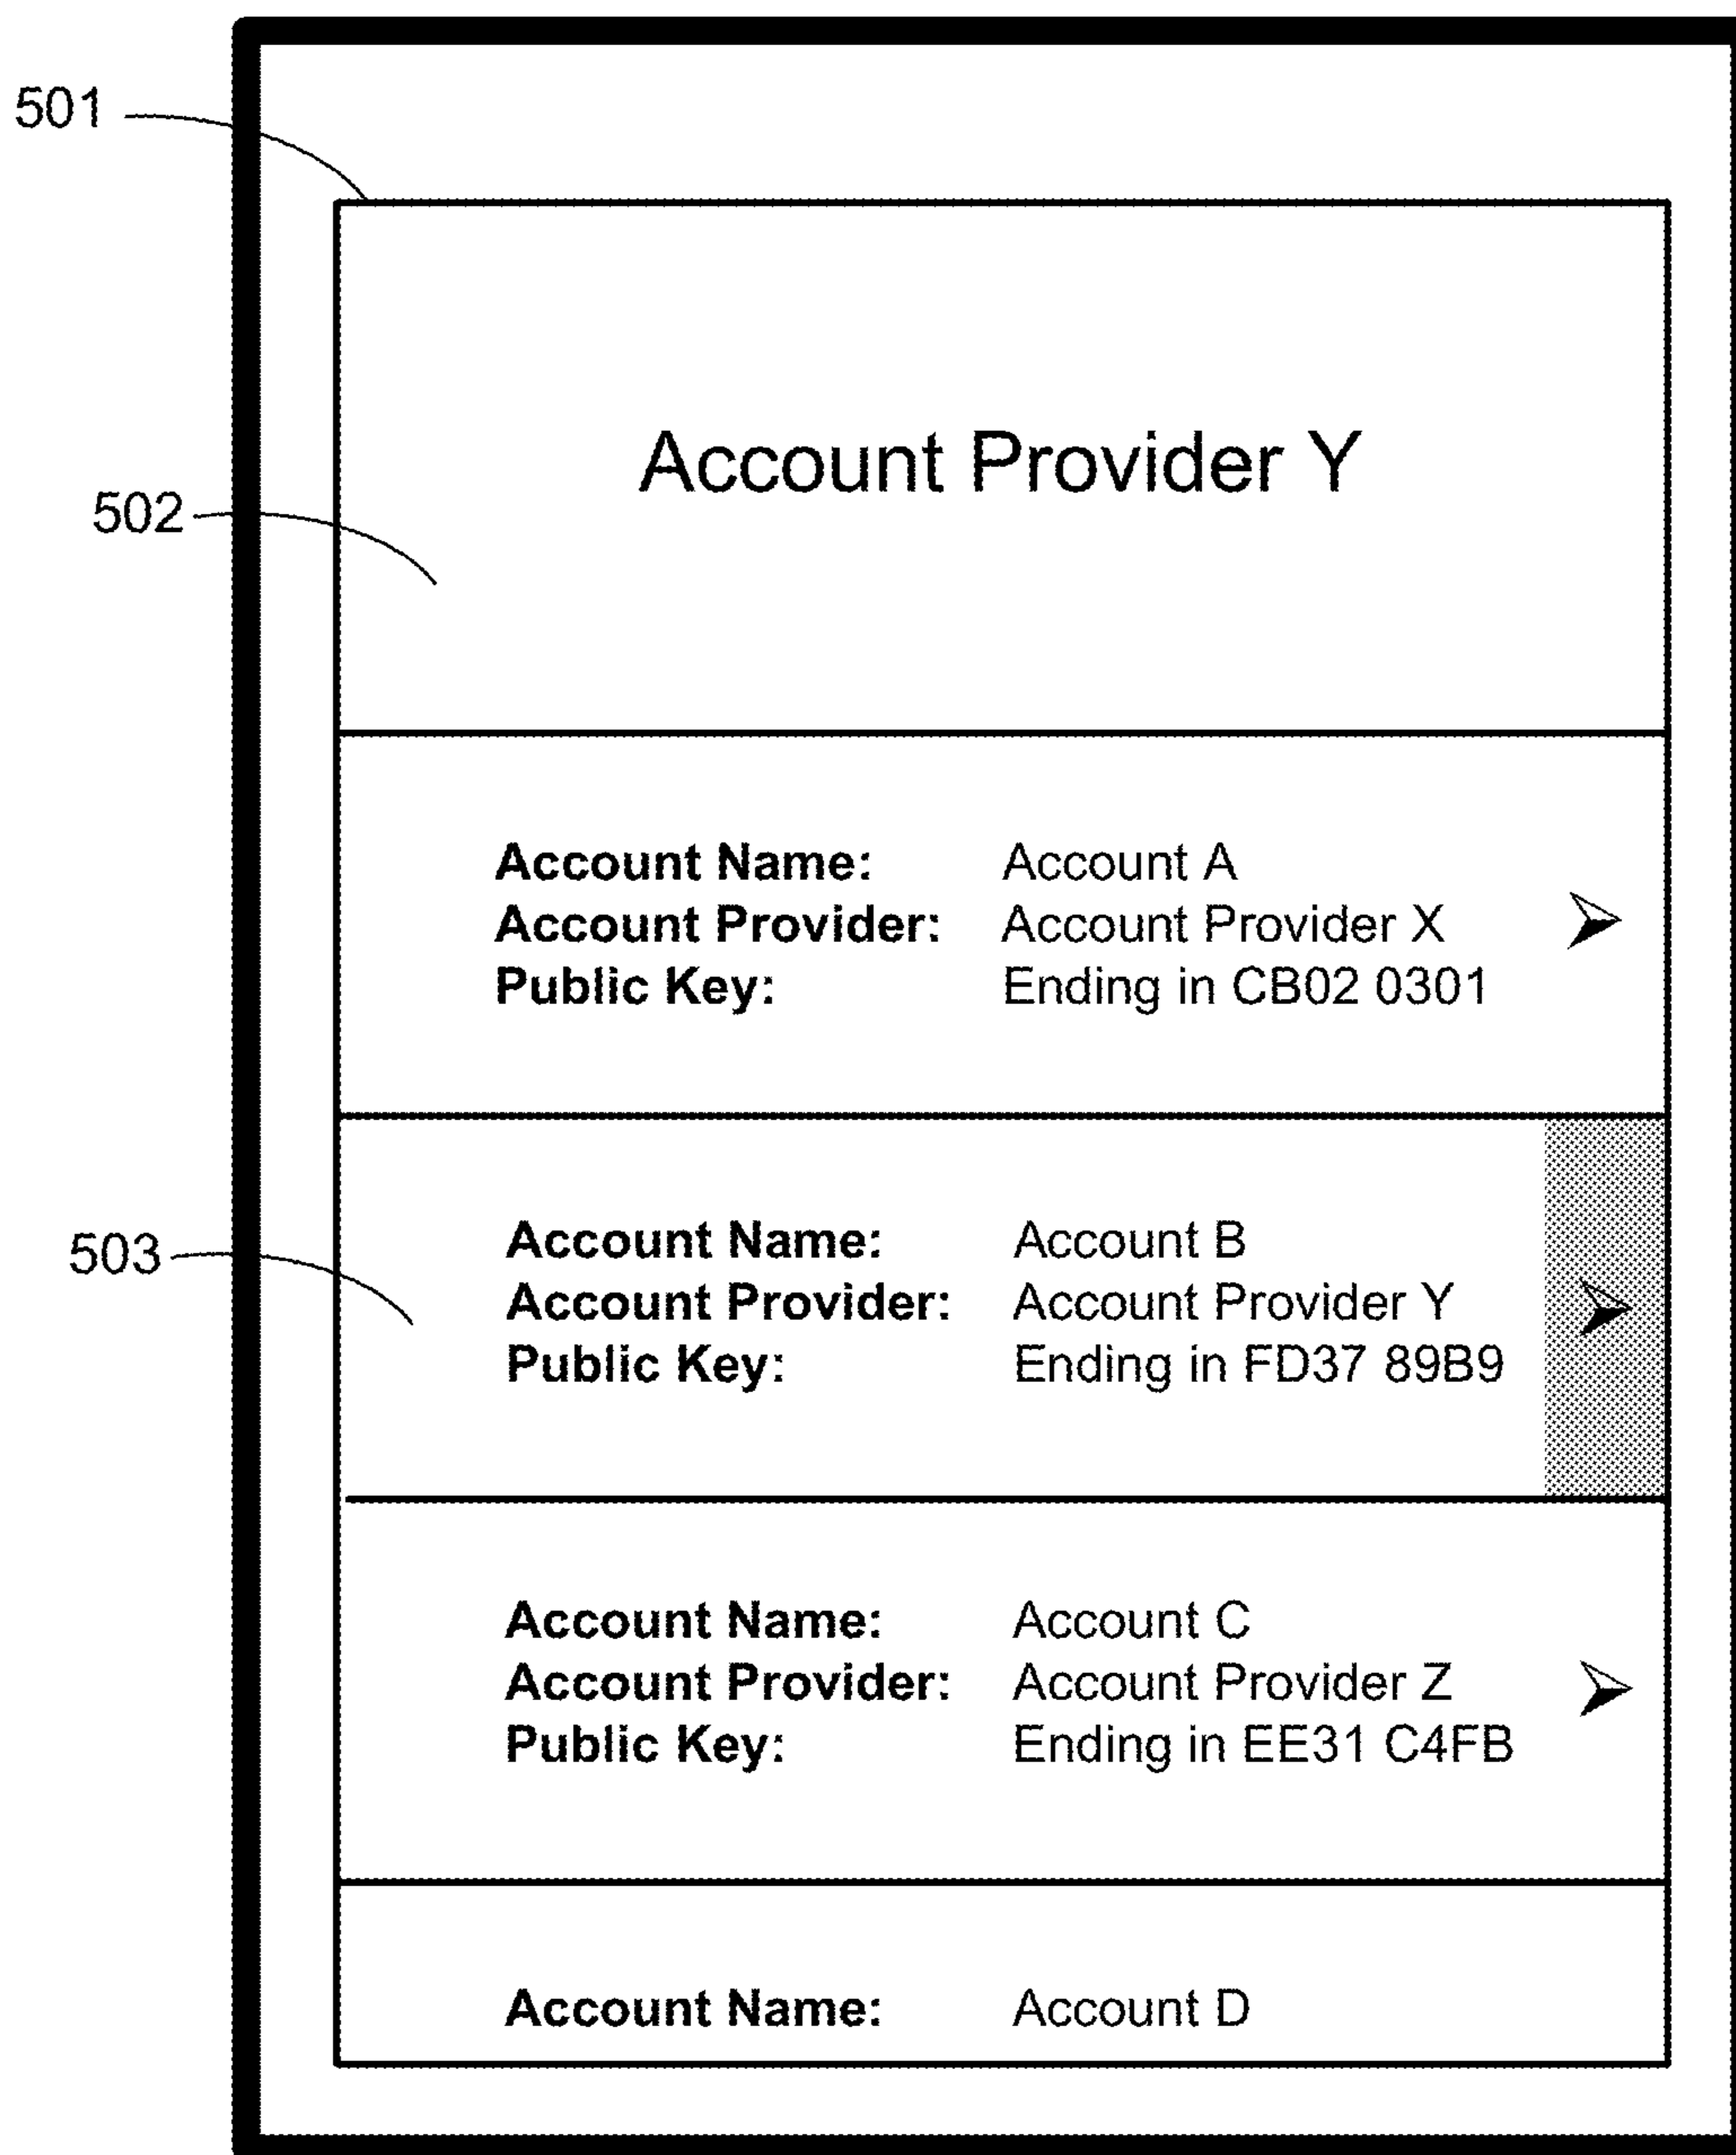 501
Account Provider Y
502
Account Name: Account A
Account Provider: Account Provider X
Public Key: Ending in CB02 0301
503
Account Name: Account B
Account Provider: Account Provider Y
Public Key: Ending in FD37 89B9
Account Name: Account C
Account Provider: Account Provider Z
Public Key: Ending in EE31 C4FB
Account Name: Account D